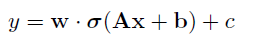 y = w · σ(Ax + b) + c